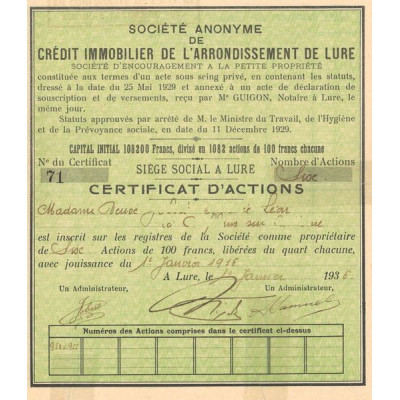 SOCIÉTÉ ANONYME
DE
CRÉDIT IMMOBILIER DE L'ARRONDISSEMENT DE LURE
SOCIÉTÉ D'ENCOURAGEMENT A LA PETITE PROPRIÉTÉ
constituée aux termes d'un acte sous seing privé, en contenant les statuts,
dressé à la date du 25 Mai 1929 et annexé à un acte de déclaration de
souscription et de versements, reçu par Me GUIGON, Notaire à Lure, le
même jour.
Statuts approuvés par arrêté de M. le Ministre du Travail, de l'Hygiène
et de la Prévoyance sociale, en date du 11 Décembre 1929.
CAPITAL INITIAL 108200 Francs, divisé en 1082 actions de 100 francs chacune
No du Certificat
71
SIÈGE SOCIAL A LURE
Nombre d'Actions
CERTIFICAT D'ACTIONS
Madame
est inscrit sur les registres de la Société comme propriétaire
de Actions de 100 francs, libérées du quart chacune,
avec jouissance du 1er Janvier
A Lure, le Janvier 193
Un Administrateur, Un Administrateur,
Numéros des Actions comprises dans le certificat ci-dessus